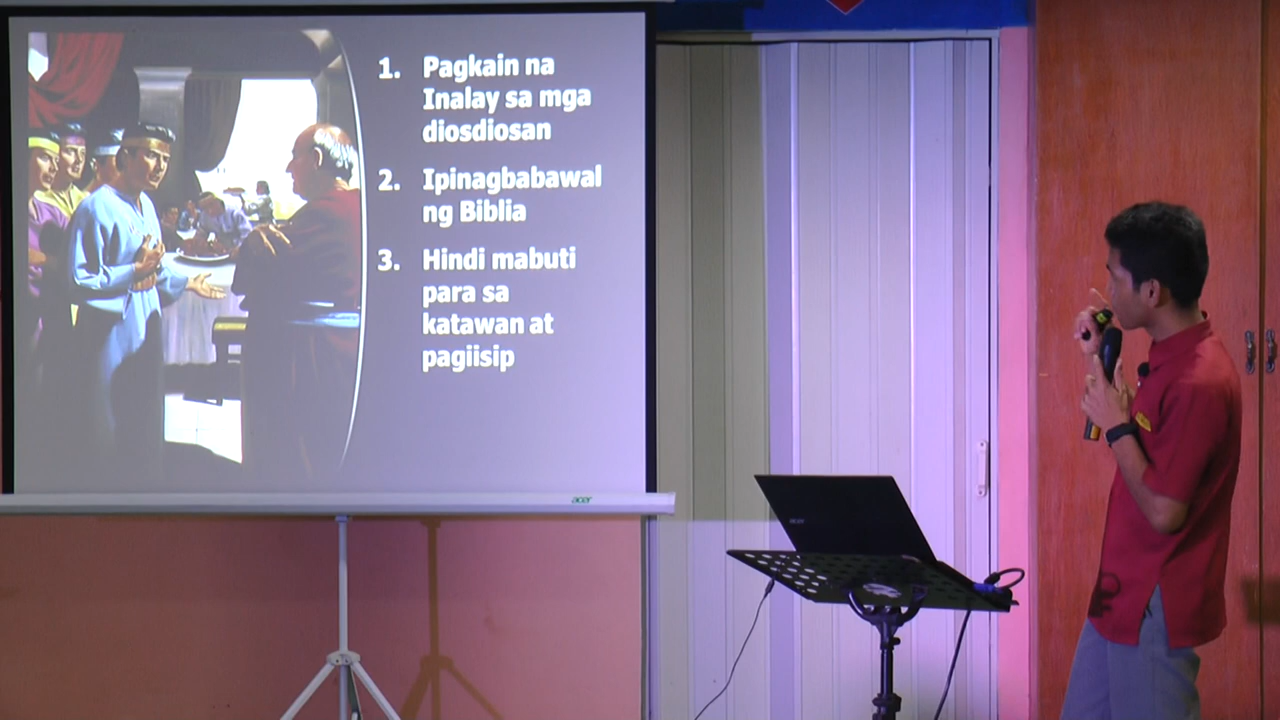 1. Pagkain na
Inalay sa mga
diosdiosan
2. Ipinagbabawal
ng Biblia
3. Hindi mabuti
para sa
katawan at
pagiisip
acer
acer